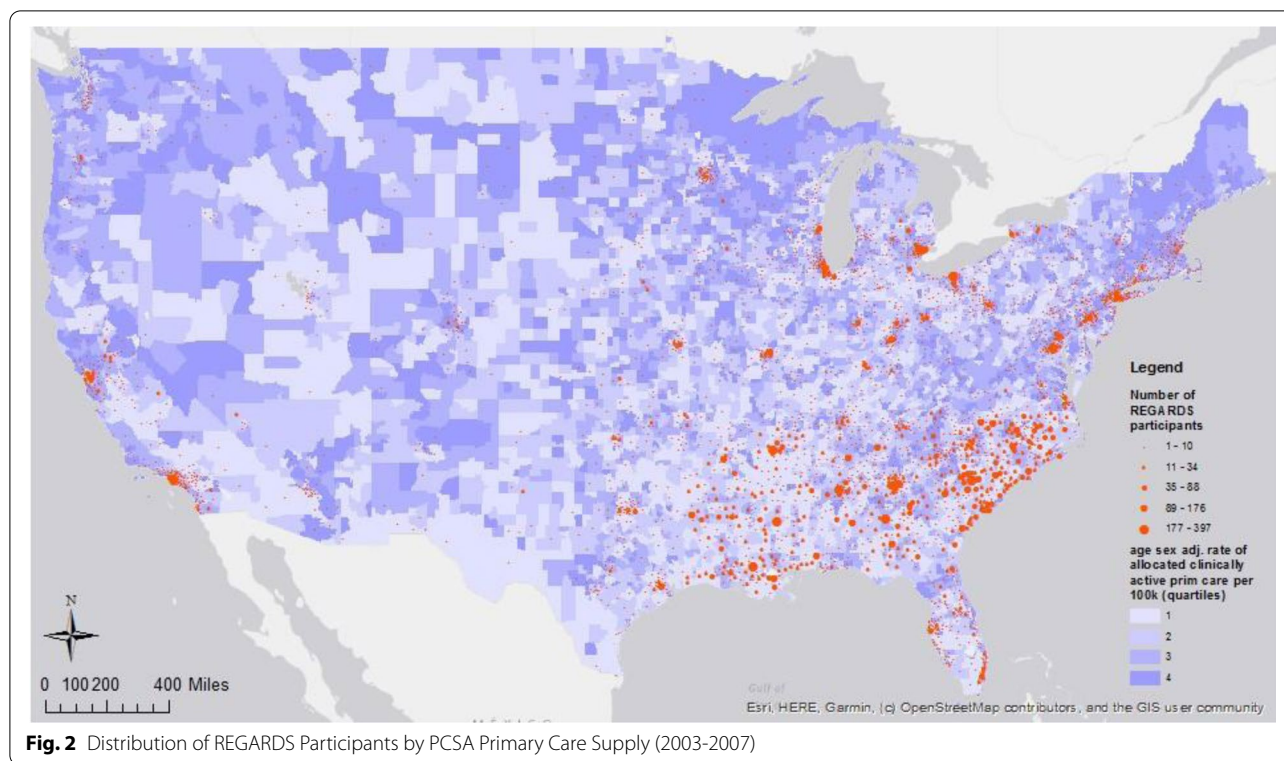 Legend
Number of
REGARDS
participants
1 - 10
11 - 34
35 - 88
89 - 176
177 - 397
age sex adj. rate of
allocated clinically
active prim care per
100k (quartiles)
1
2
3
4
N
0 100 200 400 Miles
Gulf of
MEXICO
Esri, HERE, Garmin, (c) OpenStreetMap contributors, and the GIS user community
Fig. 2 Distribution of REGARDS Participants by PCSA Primary Care Supply (2003-2007)